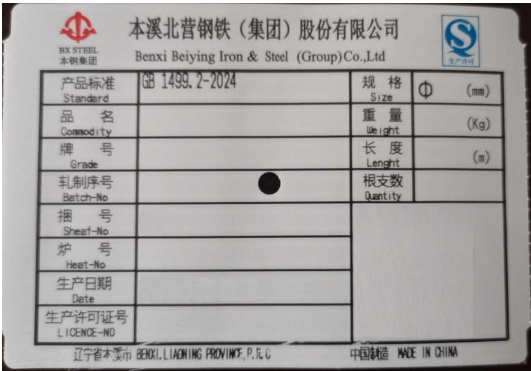 本溪北营钢铁（集团）股份有限公司
BX STEEL
本钢集团
Benxi Beiying Iron & Steel (Group)Co.,Ltd
生产许可
产品标准
Standard
GB 1499.2-2024
规格
Size
Φ (mm)
品名
Commodity
重量
Weight
(Kg)
牌号
Grade
长度
Lenght
(m)
轧制序号
Batch-No
根支数
Quantity
捆号
Sheaf-No
炉号
Heat-No
生产日期
Date
生产许可证号
LICENCE-NO
辽宁省本溪市 BENXI.LIAONING PROVINCE,P.R.C
中国制造 MADE IN CHINA